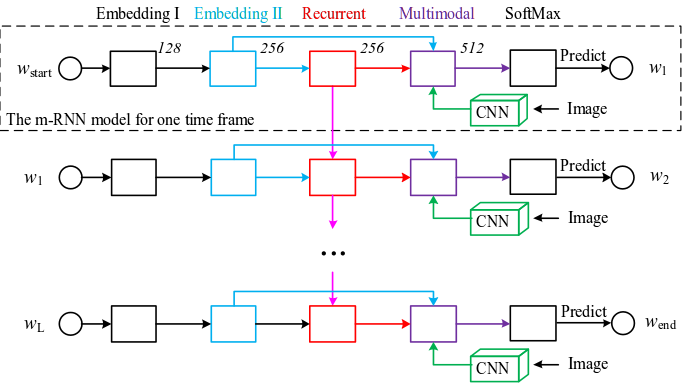 Embedding I Embedding II Recurrent Multimodal SoftMax
128 256 256 512
w_start Predict w_1
CNN Image
The m-RNN model for one time frame
w_1 Predict w_2
CNN Image
...
w_L Predict w_end
CNN Image